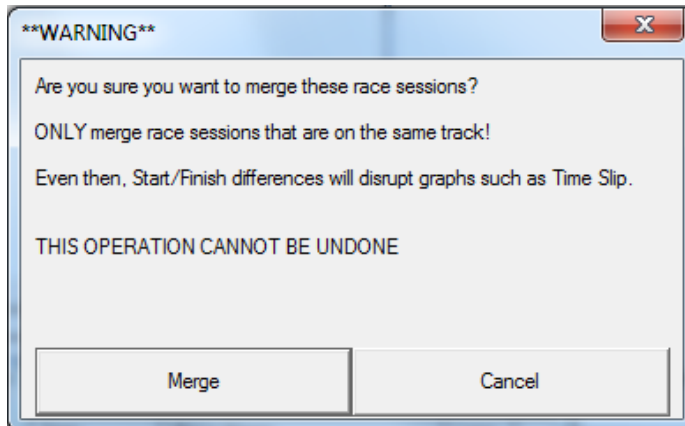 **WARNING**
Are you sure you want to merge these race sessions?
ONLY merge race sessions that are on the same track!
Even then, Start/Finish differences will disrupt graphs such as Time Slip.
THIS OPERATION CANNOT BE UNDONE
Merge
Cancel